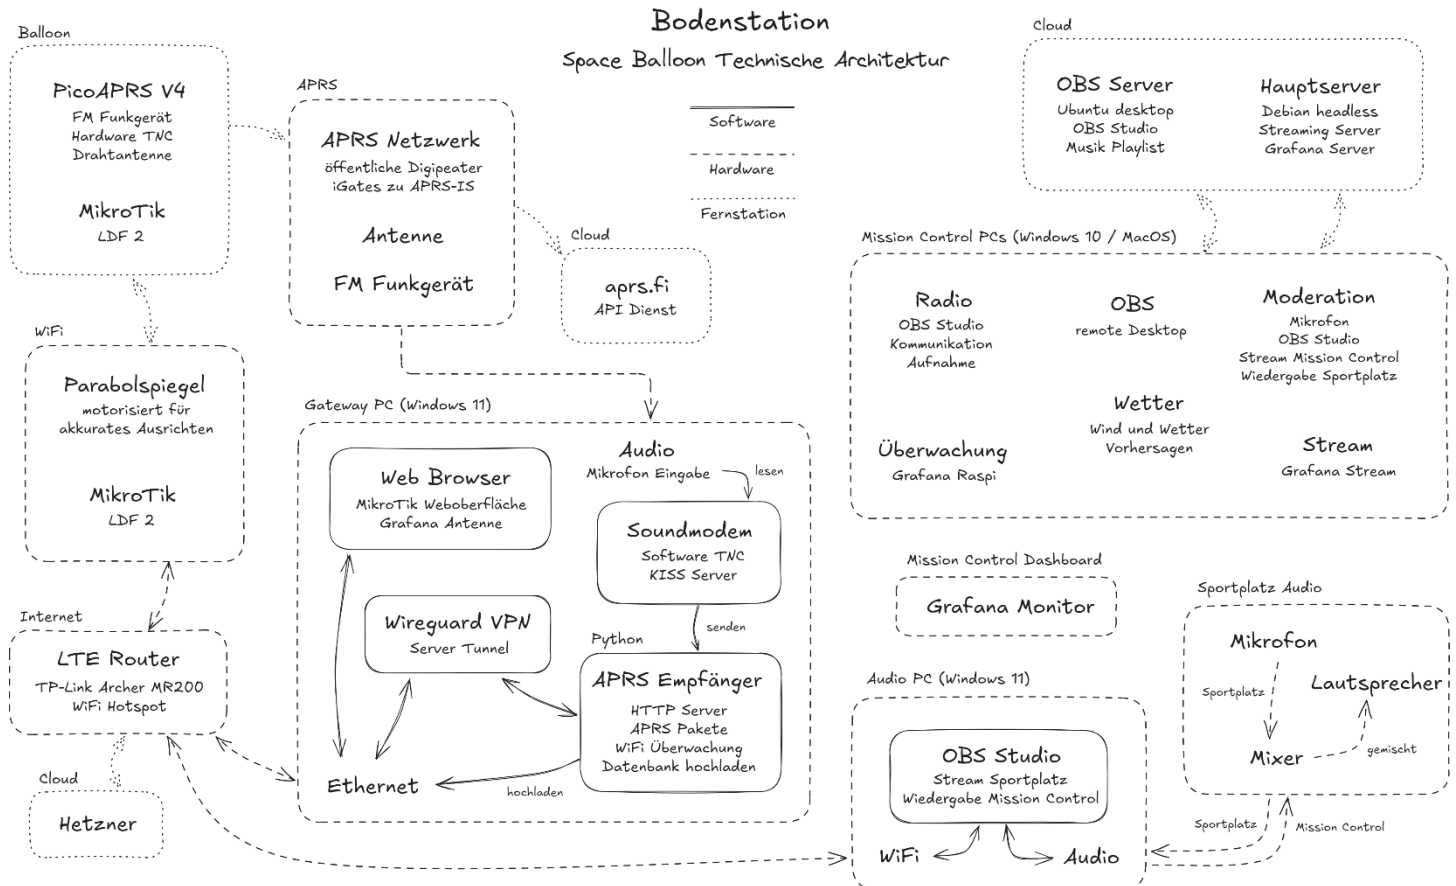 Bodenstation
Space Balloon Technische Architektur
Software
Hardware
Fernstation
Balloon
PicoAPRS V4
FM Funkgerät
Hardware TNC
Drahtantenne
MikroTik
LDF 2
APRS
APRS Netzwerk
öffentliche Digipeater
iGates zu APRS-IS
Antenne
FM Funkgerät
Cloud
aprs.fi
API Dienst
Cloud
OBS Server
Ubuntu desktop
OBS Studio
Musik Playlist
Hauptserver
Debian headless
Streaming Server
Grafana Server
WiFi
Parabolspiegel
motorisiert für
akkurates Ausrichten
MikroTik
LDF 2
Internet
LTE Router
TP-Link Archer MR200
WiFi Hotspot
Cloud
Hetzner
Gateway PC (Windows 11)
Web Browser
MikroTik Weboberfläche
Grafana Antenne
Audio
Mikrofon Eingabe
lesen
Soundmodem
Software TNC
KISS Server
senden
Wireguard VPN
Server Tunnel
Python
APRS Empfänger
HTTP Server
APRS Pakete
WiFi Überwachung
Datenbank hochladen
hochladen
Ethernet
Mission Control PCs (Windows 10 / MacOS)
Radio
OBS Studio
Kommunikation
Aufnahme
OBS
remote Desktop
Moderation
Mikrofon
OBS Studio
Stream Mission Control
Wiedergabe Sportplatz
Wetter
Wind und Wetter
Vorhersagen
Überwachung
Grafana Raspi
Stream
Grafana Stream
Mission Control Dashboard
Grafana Monitor
Audio PC (Windows 11)
OBS Studio
Stream Sportplatz
Wiedergabe Mission Control
WiFi
Audio
Sportplatz Audio
Mikrofon
Sportplatz
Lautsprecher
Mixer
gemischt
Sportplatz
Mission Control